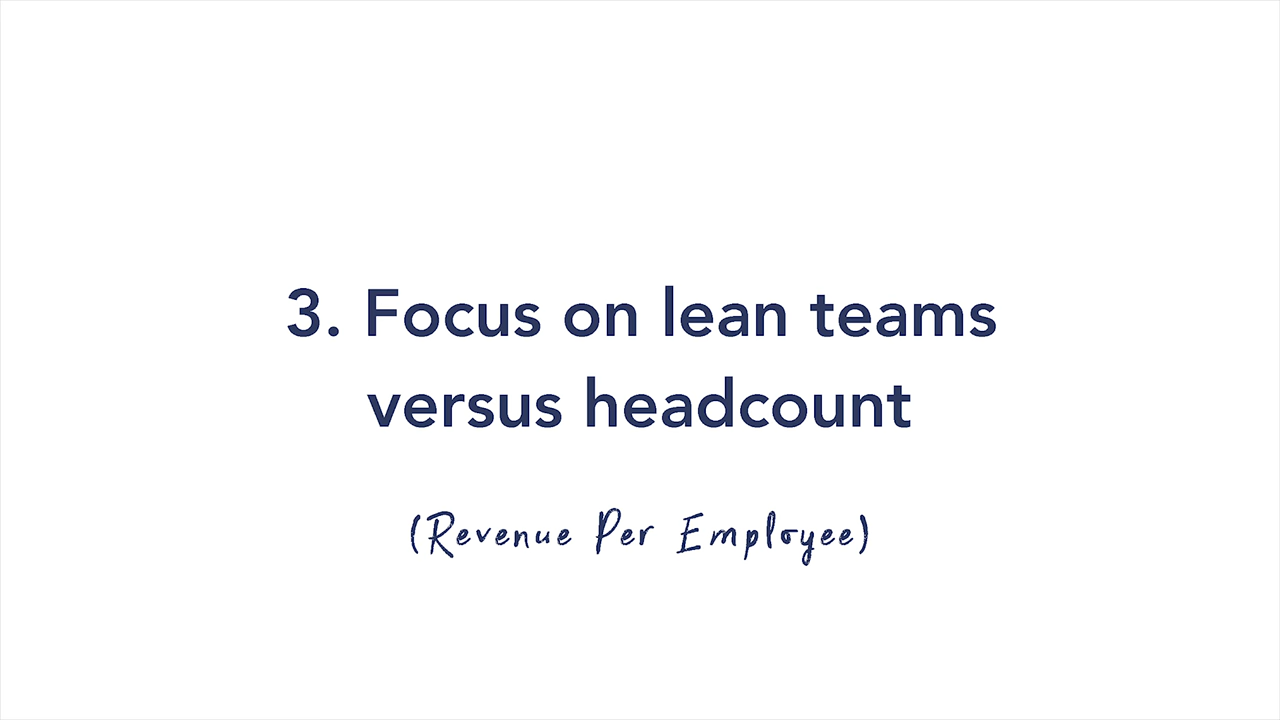 3. Focus on lean teams
versus headcount
(Revenue Per Employee)